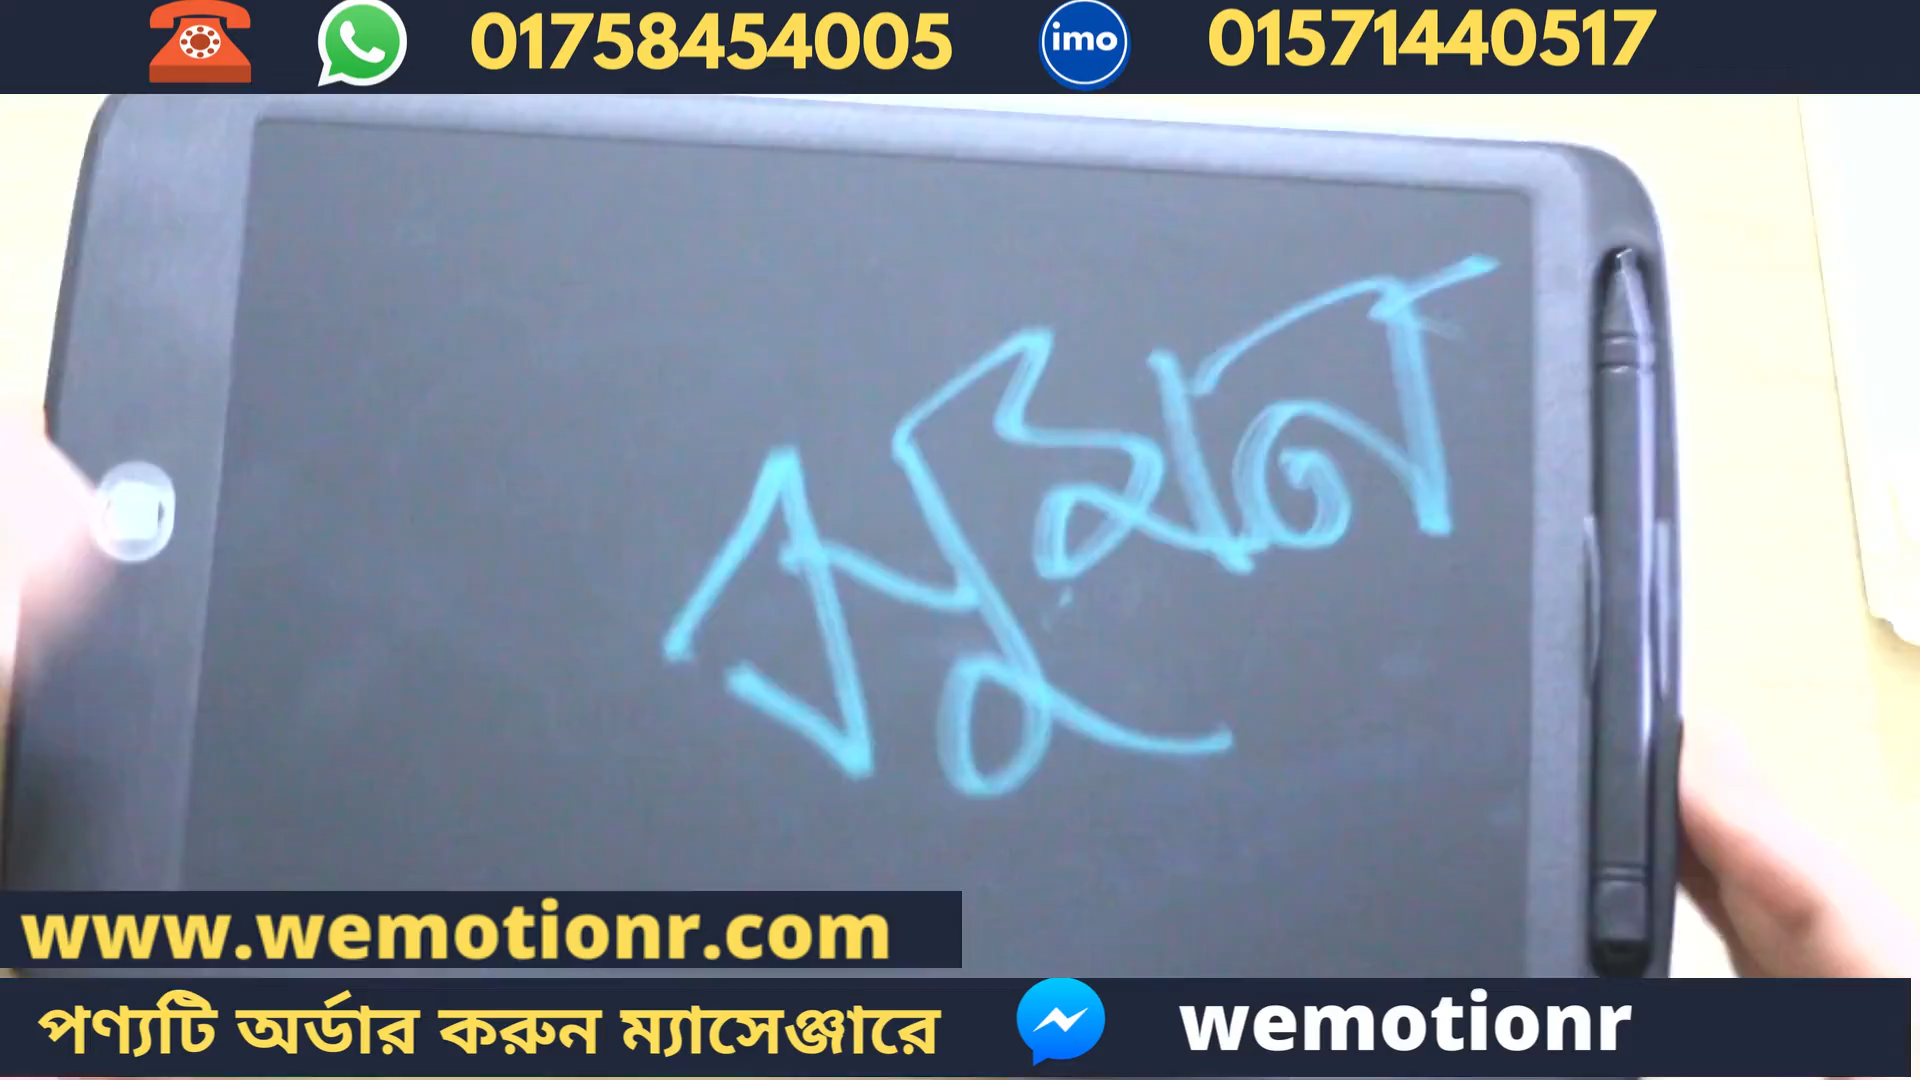 01758454005 imo 01571440517
সুমন
www.wemotionr.com
পণ্যটি অর্ডার করুন ম্যাসেঞ্জারে wemotionr